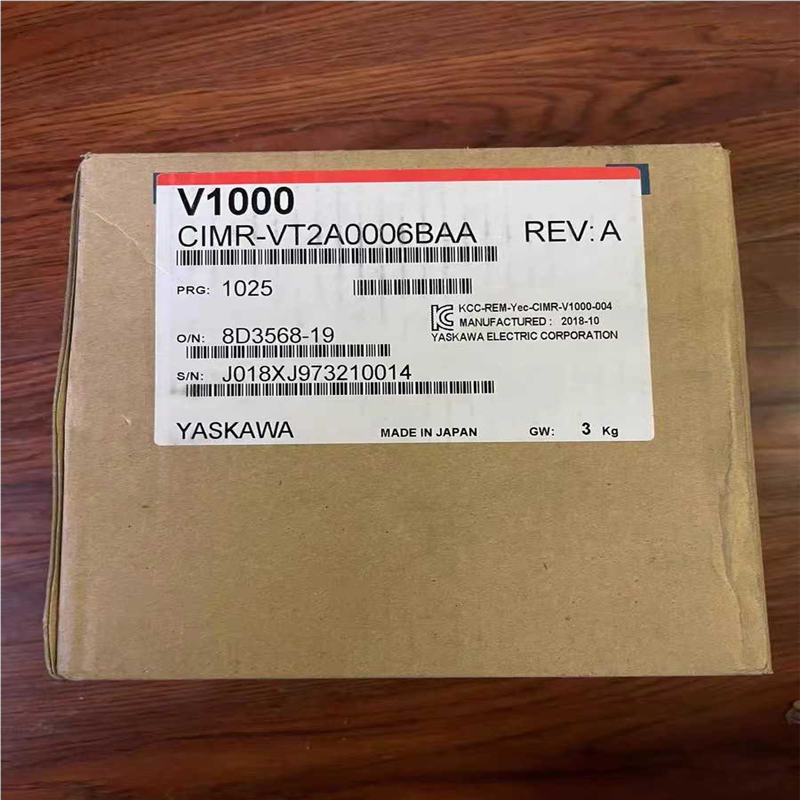 V1000
CIMR-VT2A0006BAA REV: A
PRG: 1025
KCC-REM-Yec-CIMR-V1000-004
MANUFACTURED : 2018-10
YASKAWA ELECTRIC CORPORATION
O/N: 8D3568-19
S/N: J018XJ973210014
YASKAWA MADE IN JAPAN GW: 3 Kg